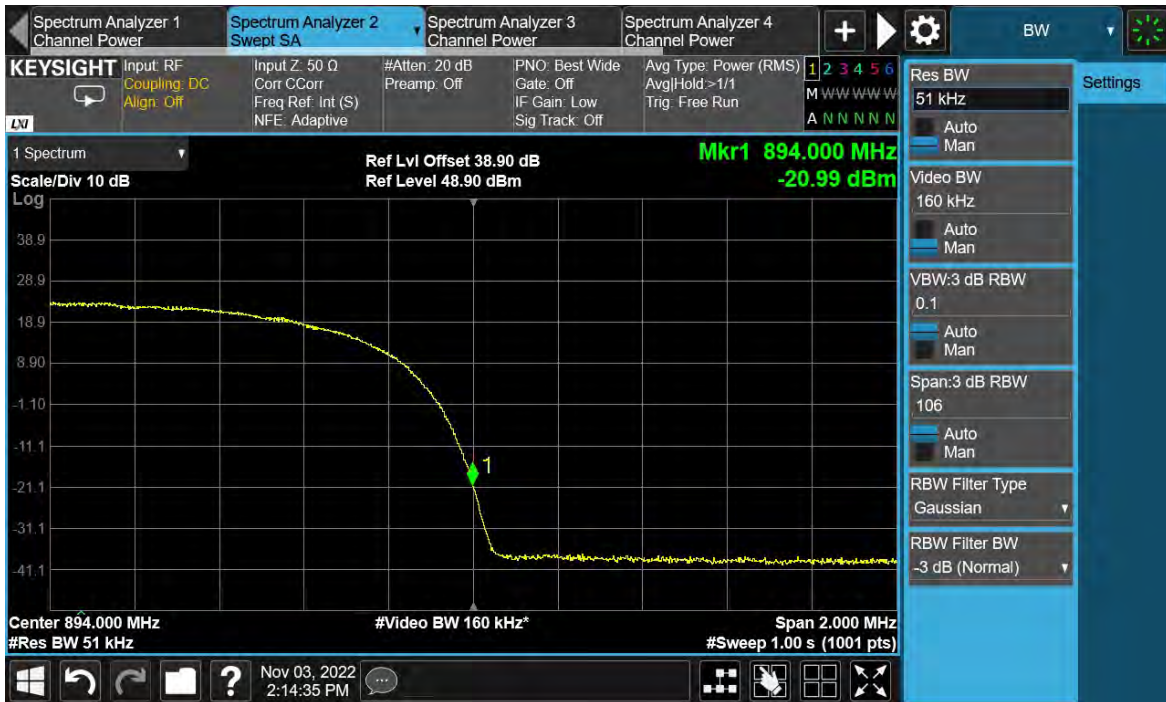 Spectrum Analyzer 1
Channel Power
Spectrum Analyzer 2
Swept SA
Spectrum Analyzer 3
Channel Power
Spectrum Analyzer 4
Channel Power
+
BW
KEYSIGHT
LXI
Input: RF
Coupling: DC
Align: Off
Input Z: 50 Ω
Corr CCorr
Freq Ref: Int (S)
NFE: Adaptive
#Atten: 20 dB
Preamp: Off
PNO: Best Wide
Gate: Off
IF Gain: Low
Sig Track: Off
Avg Type: Power (RMS)
Avg|Hold:>1/1
Trig: Free Run
1 2 3 4 5 6
M W W W W W
A N N N N N
1 Spectrum
Scale/Div 10 dB
Log
Ref Lvl Offset 38.90 dB
Ref Level 48.90 dBm
Mkr1 894.000 MHz
-20.99 dBm
38.9
28.9
18.9
8.90
-1.10
-11.1
-21.1
-31.1
-41.1
1
Center 894.000 MHz
#Res BW 51 kHz
#Video BW 160 kHz*
Span 2.000 MHz
#Sweep 1.00 s (1001 pts)
?
Nov 03, 2022
2:14:35 PM
Res BW
51 kHz
Auto
Man
Video BW
160 kHz
Auto
Man
VBW:3 dB RBW
0.1
Auto
Man
Span:3 dB RBW
106
Auto
Man
RBW Filter Type
Gaussian
RBW Filter BW
-3 dB (Normal)
Settings